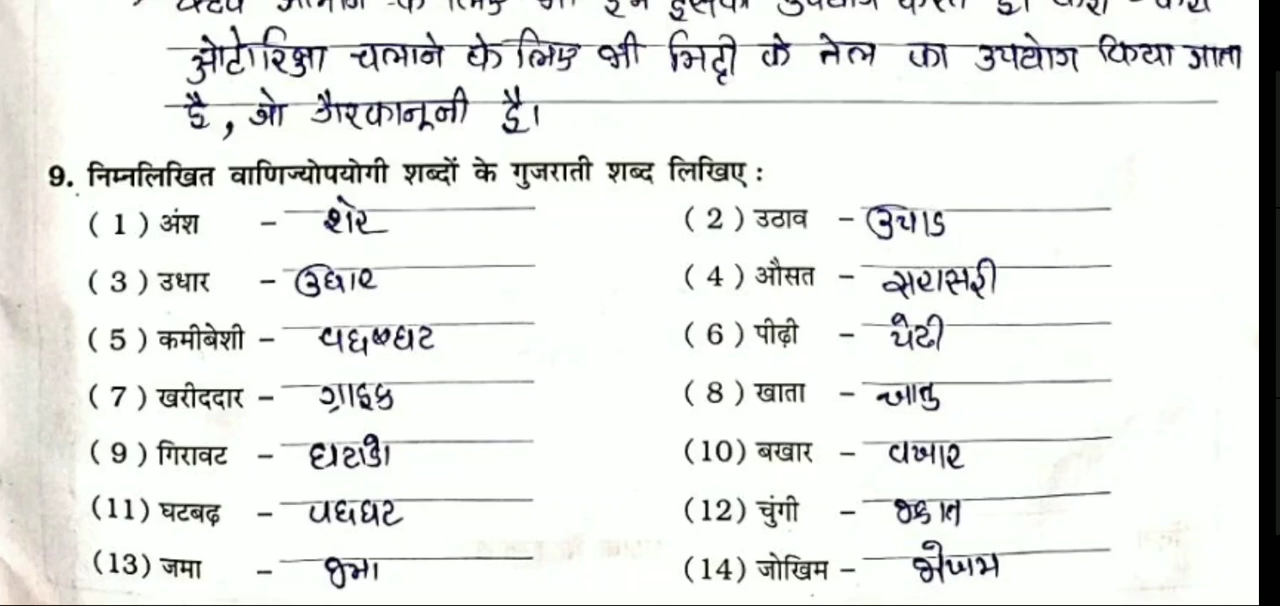 ओटोरिक्षा चलाने के लिए भी मिट्टी के तेल का उपयोग किया जाता
है, जो गैरकानूनी है।
9. निम्नलिखित वाणिज्योपयोगी शब्दों के गुजराती शब्द लिखिए :
( 1 ) अंश - શેર ( 2 ) उठाव - ઉપાડ
( 3 ) उधार - ઉધાર ( 4 ) औसत - સરાસરી
( 5 ) कमीबेशी - વધઘટ ( 6 ) पीढ़ी - પેઢી
( 7 ) खरीददार - ગ્રાહક ( 8 ) खाता - ખાતુ
( 9 ) गिरावट - ઘટાડો (10) बखार - વખાર
(11) घटबढ़ - વધઘટ (12) चुंगी - જકાત
(13) जमा - જમા (14) जोखिम - જોખમ